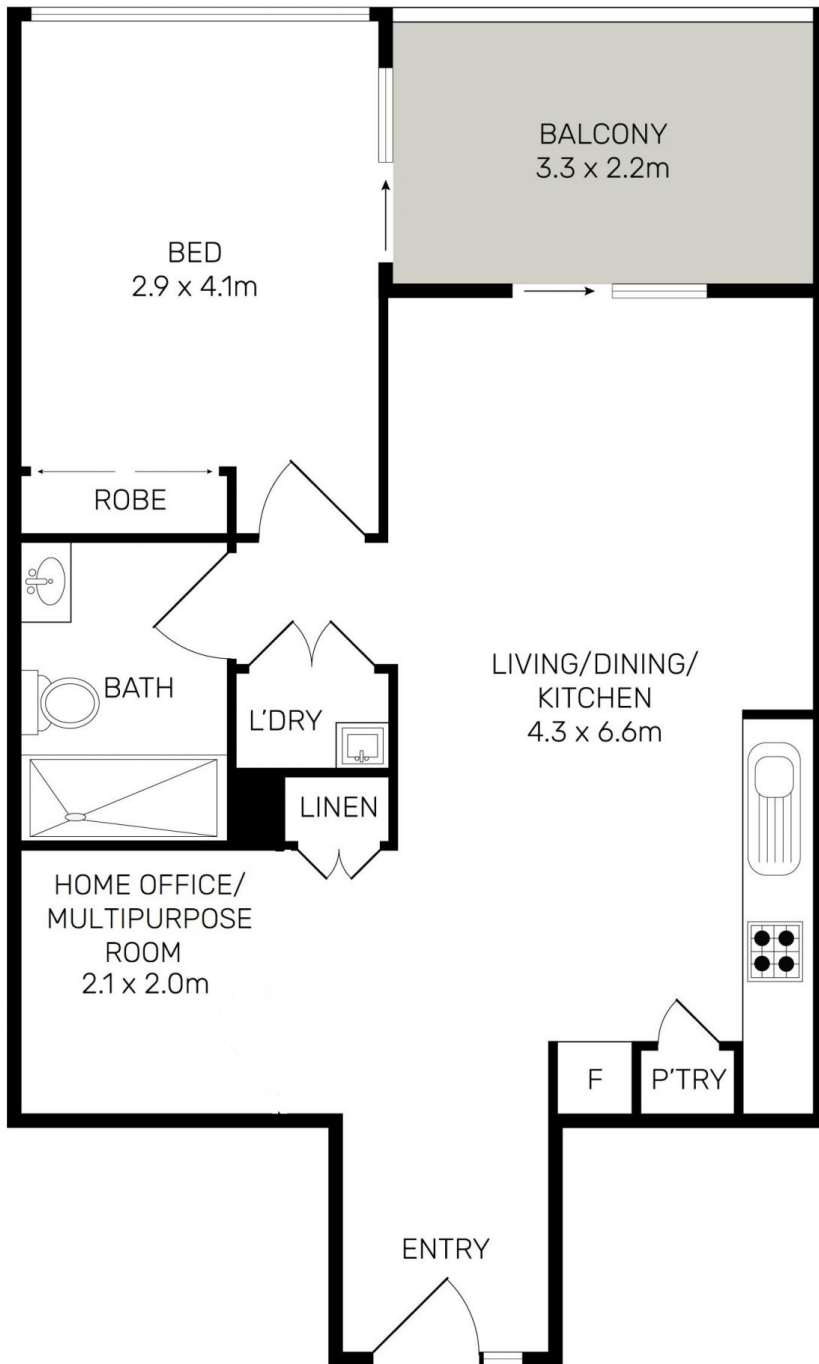 BALCONY
3.3 x 2.2m
BED
2.9 x 4.1m
ROBE
BATH
L'DRY
LIVING/DINING/
KITCHEN
4.3 x 6.6m
LINEN
HOME OFFICE/
MULTIPURPOSE
ROOM
2.1 x 2.0m
F
P'TRY
ENTRY